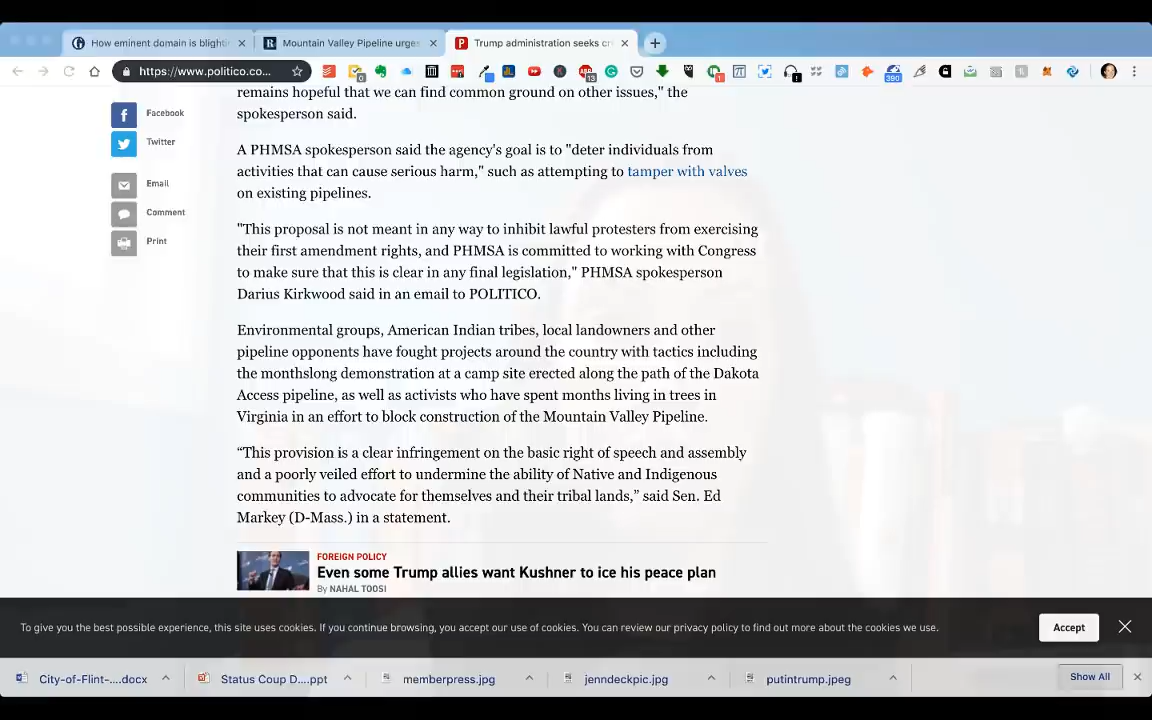 How eminent domain is blighti
Mountain Valley Pipeline urges
Trump administration seeks cr
https://www.politico.co...
remains hopeful that we can find common ground on other issues," the
spokesperson said.
Facebook
Twitter
Email
Comment
Print
A PHMSA spokesperson said the agency's goal is to "deter individuals from
activities that can cause serious harm," such as attempting to tamper with valves
on existing pipelines.
"This proposal is not meant in any way to inhibit lawful protesters from exercising
their first amendment rights, and PHMSA is committed to working with Congress
to make sure that this is clear in any final legislation," PHMSA spokesperson
Darius Kirkwood said in an email to POLITICO.
Environmental groups, American Indian tribes, local landowners and other
pipeline opponents have fought projects around the country with tactics including
the monthslong demonstration at a camp site erected along the path of the Dakota
Access pipeline, as well as activists who have spent months living in trees in
Virginia in an effort to block construction of the Mountain Valley Pipeline.
“This provision is a clear infringement on the basic right of speech and assembly
and a poorly veiled effort to undermine the ability of Native and Indigenous
communities to advocate for themselves and their tribal lands,” said Sen. Ed
Markey (D-Mass.) in a statement.
FOREIGN POLICY
Even some Trump allies want Kushner to ice his peace plan
By NAHAL TOOSI
To give you the best possible experience, this site uses cookies. If you continue browsing, you accept our use of cookies. You can review our privacy policy to find out more about the cookies we use.
Accept
City-of-Flint-....docx
Status Coup D....ppt
memberpress.jpg
jenndeckpic.jpg
putintrump.jpeg
Show All